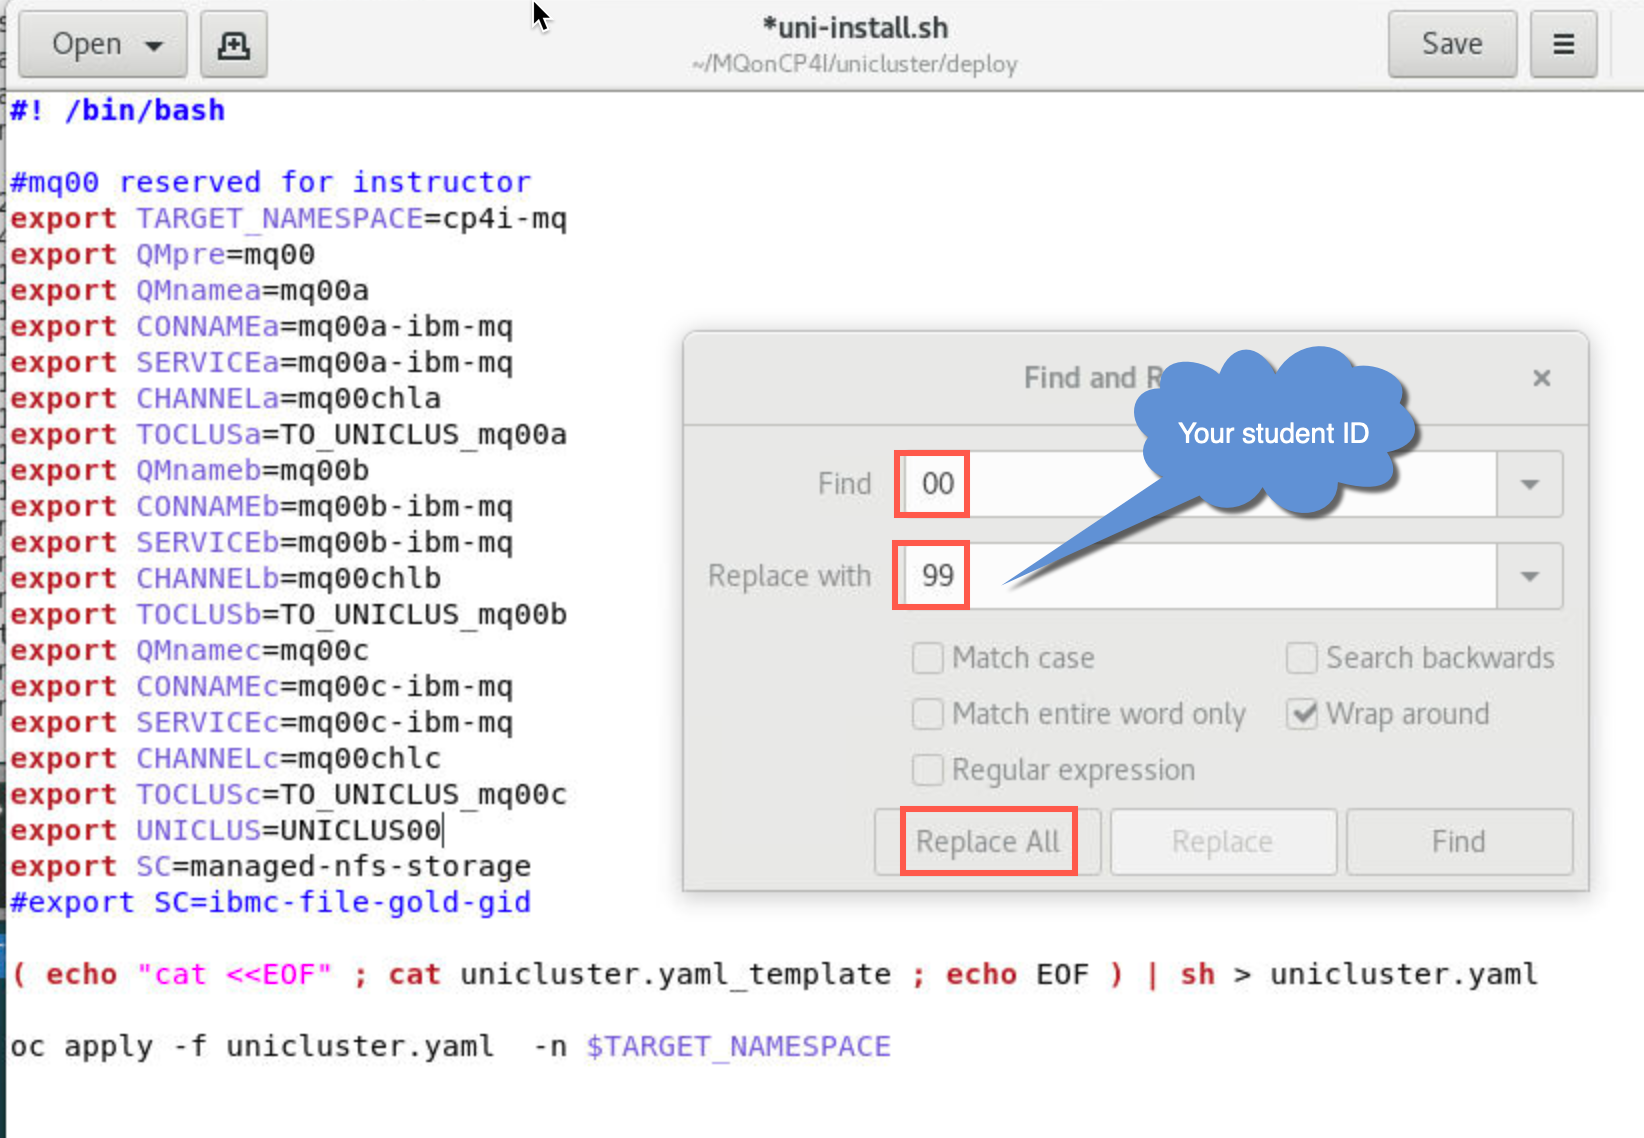 Open
*uni-install.sh
~/MQonCP4I/unicluster/deploy
Save
#! /bin/bash
#mq00 reserved for instructor
export TARGET_NAMESPACE=cp4i-mq
export QMpre=mq00
export QMnamea=mq00a
export CONNAMEa=mq00a-ibm-mq
export SERVICEa=mq00a-ibm-mq
export CHANNELa=mq00chla
export TOCLUSa=TO_UNICLUS_mq00a
export QMnameb=mq00b
export CONNAMEb=mq00b-ibm-mq
export SERVICEb=mq00b-ibm-mq
export CHANNELb=mq00chlb
export TOCLUSb=TO_UNICLUS_mq00b
export QMnamec=mq00c
export CONNAMEc=mq00c-ibm-mq
export SERVICEc=mq00c-ibm-mq
export CHANNELc=mq00chlc
export TOCLUSc=TO_UNICLUS_mq00c
export UNICLUS=UNICLUS00
export SC=managed-nfs-storage
#export SC=ibmc-file-gold-gid
( echo "cat <<EOF" ; cat unicluster.yaml_template ; echo EOF ) | sh > unicluster.yaml
oc apply -f unicluster.yaml  -n $TARGET_NAMESPACE
Find and
Your student ID
Find 00
Replace with 99
Match case
Search backwards
Match entire word only
Wrap around
Regular expression
Replace All
Replace
Find